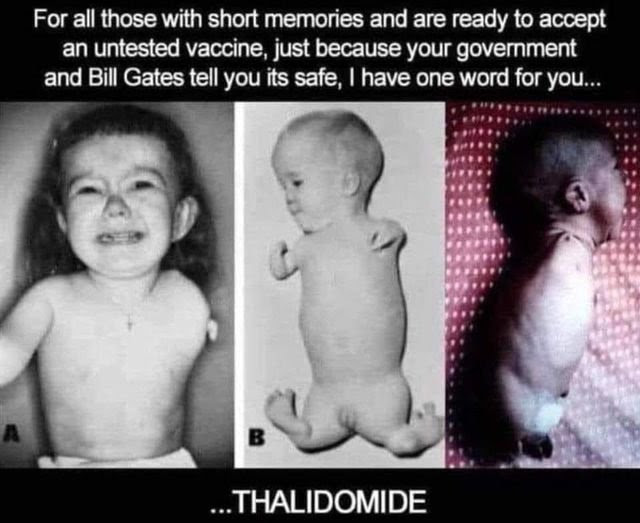 For all those with short memories and are ready to accept
an untested vaccine, just because your government
and Bill Gates tell you its safe, I have one word for you...
A
B
...THALIDOMIDE